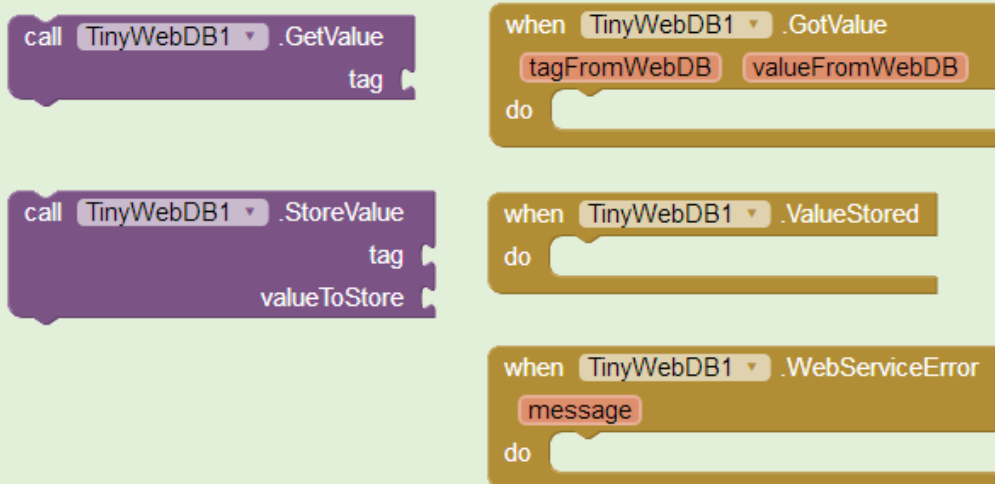 call TinyWebDB1 .GetValue
tag
when TinyWebDB1 .GotValue
tagFromWebDB valueFromWebDB
do
call TinyWebDB1 .StoreValue
tag
valueToStore
when TinyWebDB1 .ValueStored
do
when TinyWebDB1 .WebServiceError
message
do